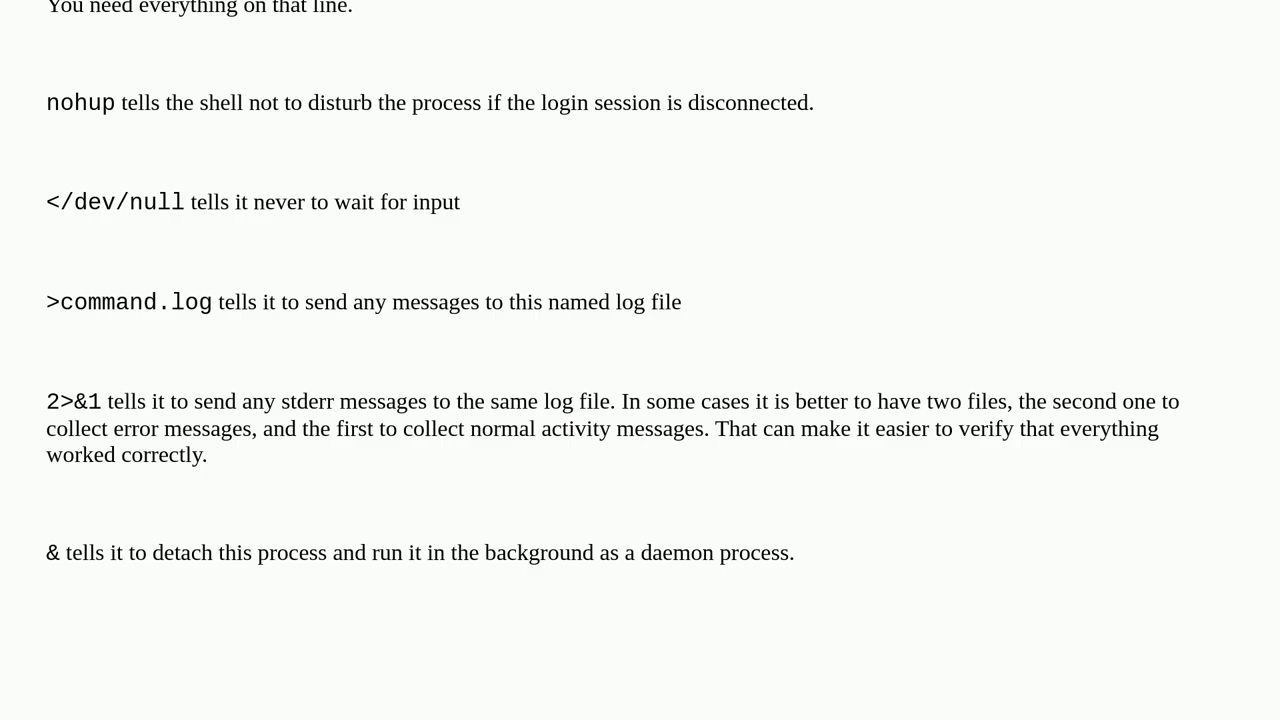 You need everything on that line.
nohup tells the shell not to disturb the process if the login session is disconnected.
</dev/null tells it never to wait for input
>command.log tells it to send any messages to this named log file
2>&1 tells it to send any stderr messages to the same log file. In some cases it is better to have two files, the second one to
collect error messages, and the first to collect normal activity messages. That can make it easier to verify that everything
worked correctly.
& tells it to detach this process and run it in the background as a daemon process.